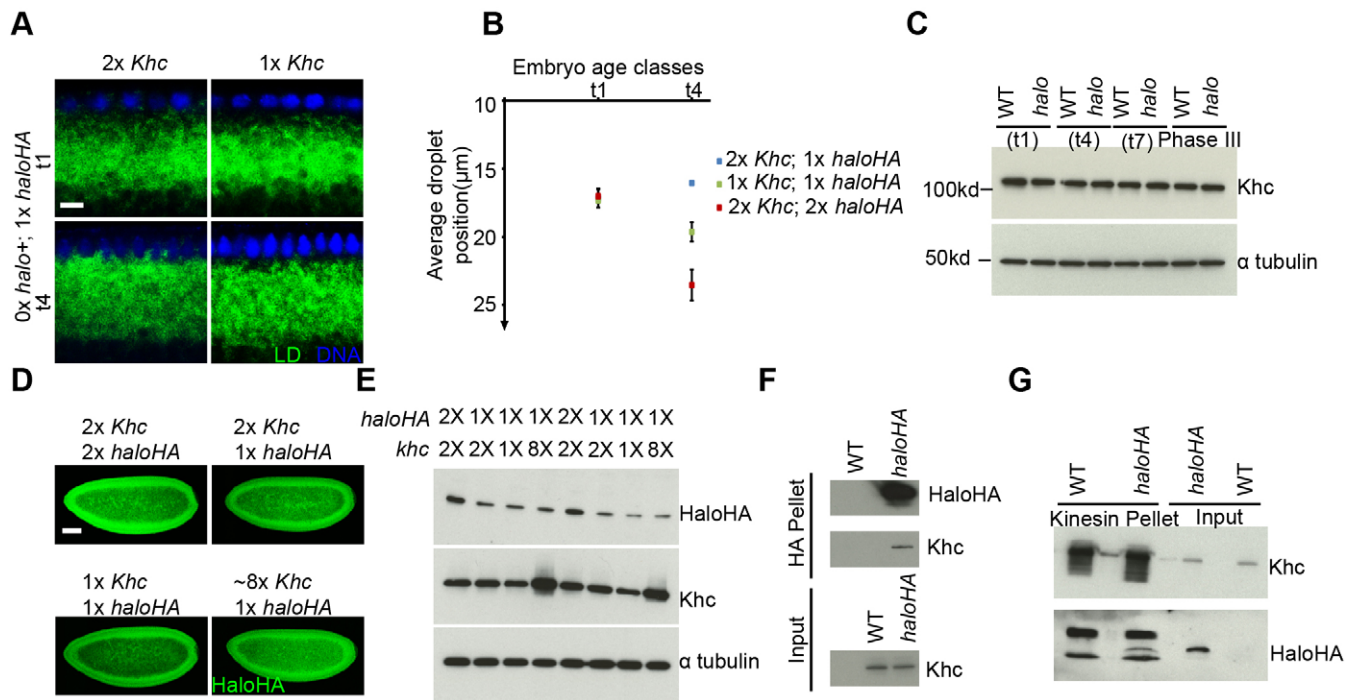 A
2x Khc
1x Khc
0x halo+; 1x haloHA
t1
t4
LD
DNA
B
Embryo age classes
t1
t4
10
15
20
25
Average droplet
position(µm)
2x Khc; 1x haloHA
1x Khc; 1x haloHA
2x Khc; 2x haloHA
C
WT halo WT halo WT halo WT halo
(t1) (t4) (t7) Phase III
100kd
Khc
50kd
α tubulin
D
2x Khc
2x haloHA
2x Khc
1x haloHA
1x Khc
1x haloHA
~8x Khc
1x haloHA
HaloHA
E
haloHA 2X 1X 1X 1X 2X 1X 1X 1X
khc 2X 2X 1X 8X 2X 2X 1X 8X
HaloHA
Khc
α tubulin
F
WT
haloHA
HA Pellet
HaloHA
Khc
WT
haloHA
Input
Khc
G
WT
haloHA
haloHA
WT
Kinesin Pellet
Input
Khc
HaloHA